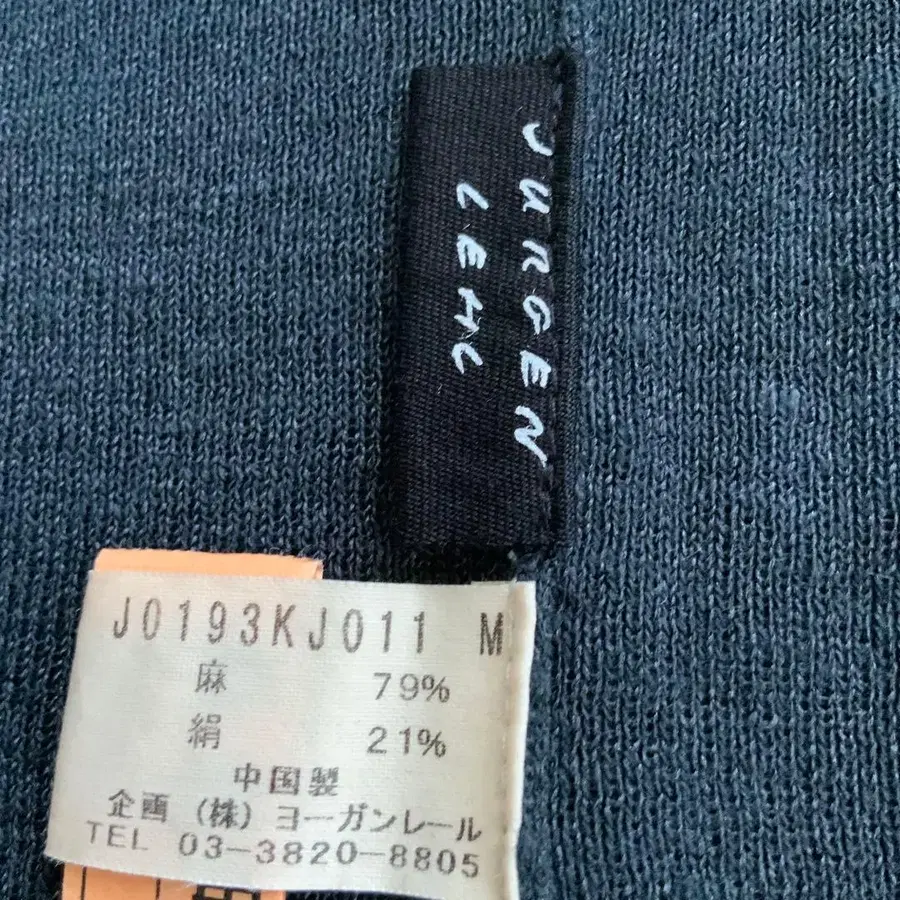 JURGEN
LEHL
J0193KJ011 M
麻 79%
絹 21%
中国製
企画 (株) ヨーガンレール
TEL 03-3820-8805